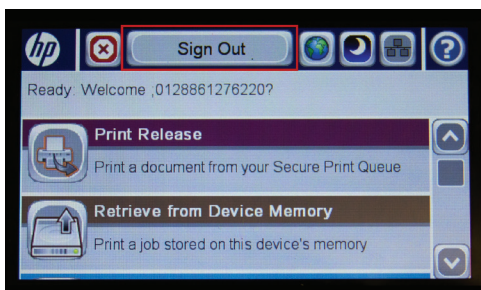 hp
Sign Out
?
Ready: Welcome ;0128861276220?
Print Release
Print a document from your Secure Print Queue
Retrieve from Device Memory
Print a job stored on this device's memory